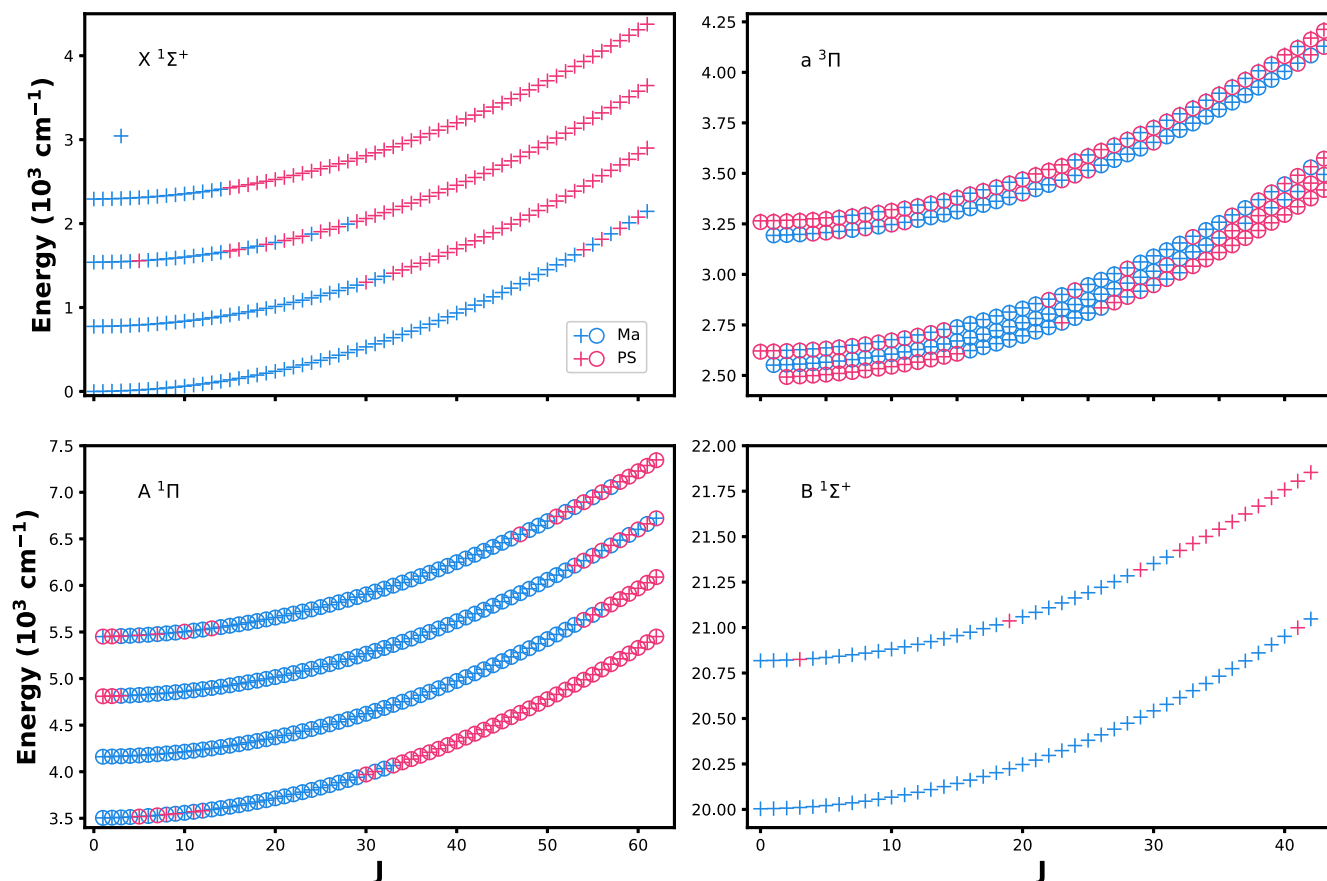 X ¹Σ⁺
Energy (10³ cm⁻¹)
4
3
2
1
0
Ma
PS
a ³Π
4.25
4.00
3.75
3.50
3.25
3.00
2.75
2.50
A ¹Π
Energy (10³ cm⁻¹)
7.5
7.0
6.5
6.0
5.5
5.0
4.5
4.0
3.5
0 10 20 30 40 50 60
J
B ¹Σ⁺
22.00
21.75
21.50
21.25
21.00
20.75
20.50
20.25
20.00
0 10 20 30 40
J